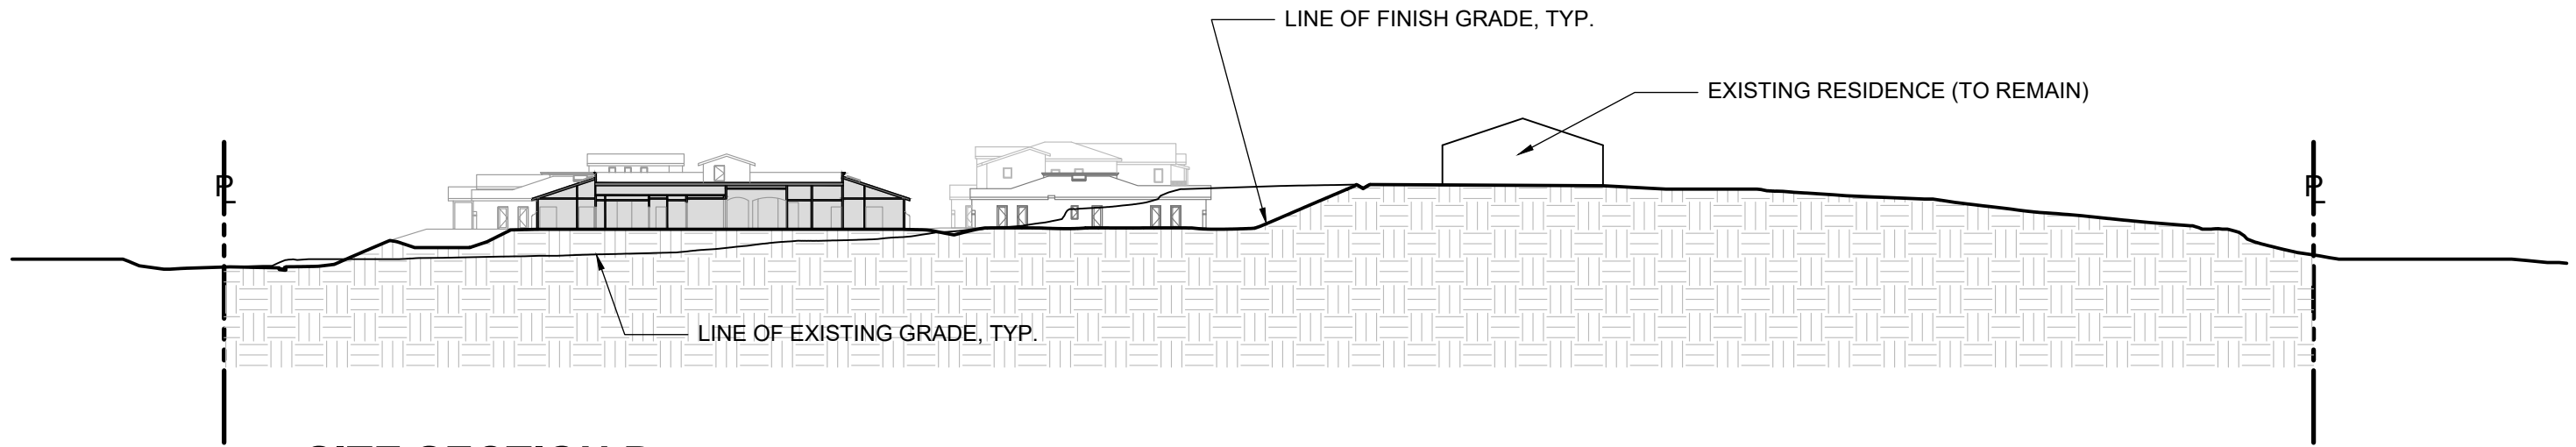 LINE OF FINISH GRADE, TYP.
EXISTING RESIDENCE (TO REMAIN)
PL
PL
LINE OF EXISTING GRADE, TYP.